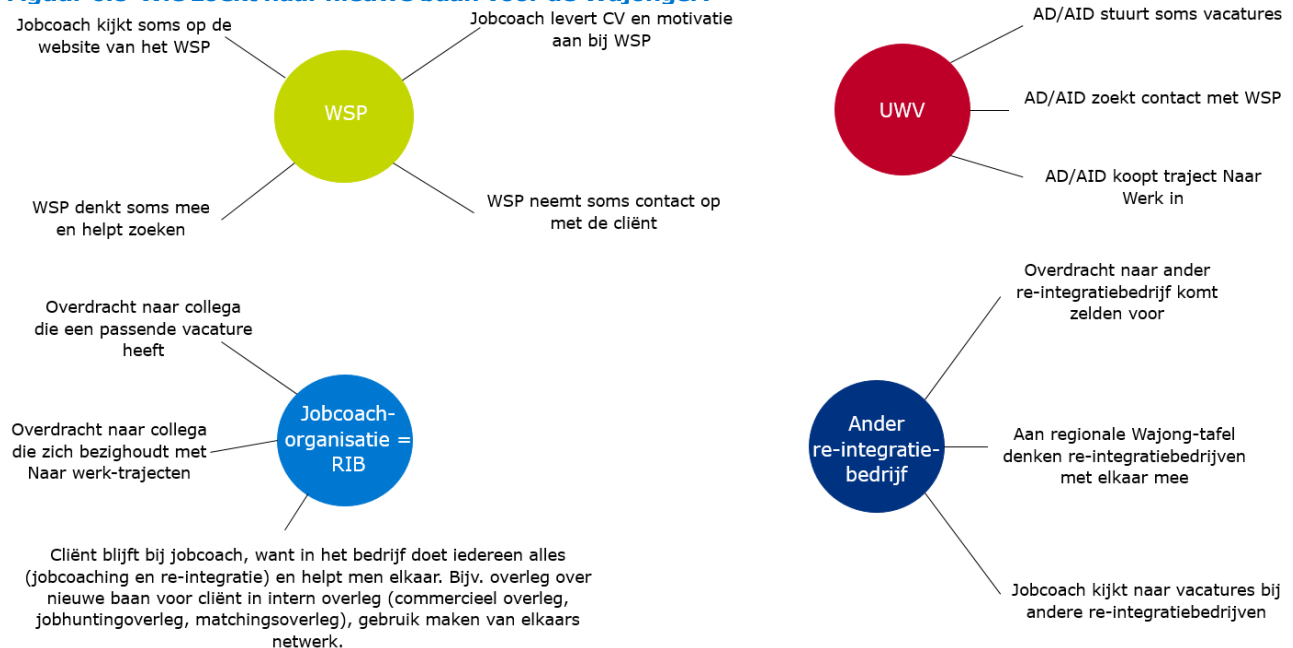 Jobcoach kijkt soms op de
website van het WSP
Jobcoach levert CV en motivatie
aan bij WSP
WSP
WSP denkt soms mee
en helpt zoeken
WSP neemt soms contact op
met de cliënt
AD/AID stuurt soms vacatures
UWV
AD/AID zoekt contact met WSP
AD/AID koopt traject Naar
Werk in
Overdracht naar collega
die een passende vacature
heeft
Jobcoach-
organisatie =
RIB
Overdracht naar collega
die zich bezighoudt met
Naar werk-trajecten
Cliënt blijft bij jobcoach, want in het bedrijf doet iedereen alles
(jobcoaching en re-integratie) en helpt men elkaar. Bijv. overleg over
nieuwe baan voor cliënt in intern overleg (commercieel overleg,
jobhuntingoverleg, matchingsoverleg), gebruik maken van elkaars
netwerk.
Overdracht naar ander
re-integratiebedrijf komt
zelden voor
Ander
re-integratie-
bedrijf
Aan regionale Wajong-tafel
denken re-integratiebedrijven
met elkaar mee
Jobcoach kijkt naar vacatures bij
andere re-integratiebedrijven